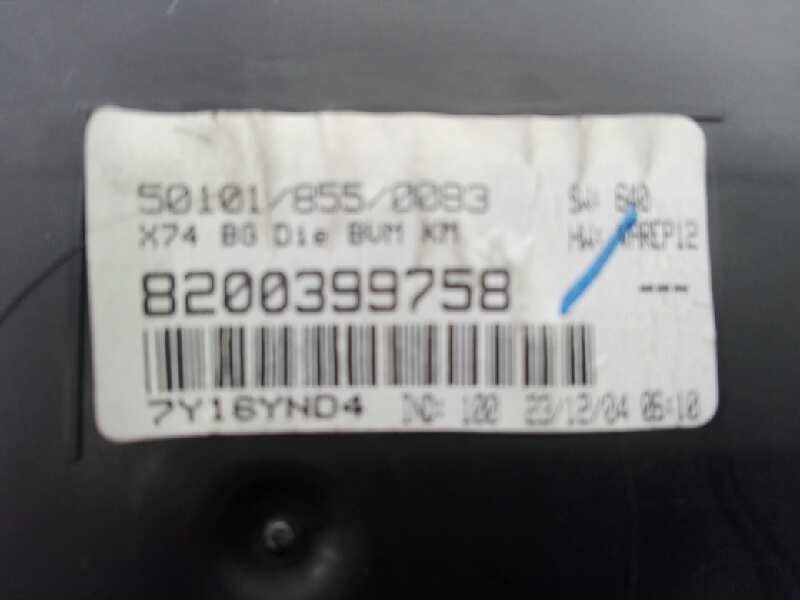 50101/855/0083 SW: 640
X74 BG Die BVM KM HW:
8200399758 ---
7Y16YND4 IND: 100 23/12/04 05:10